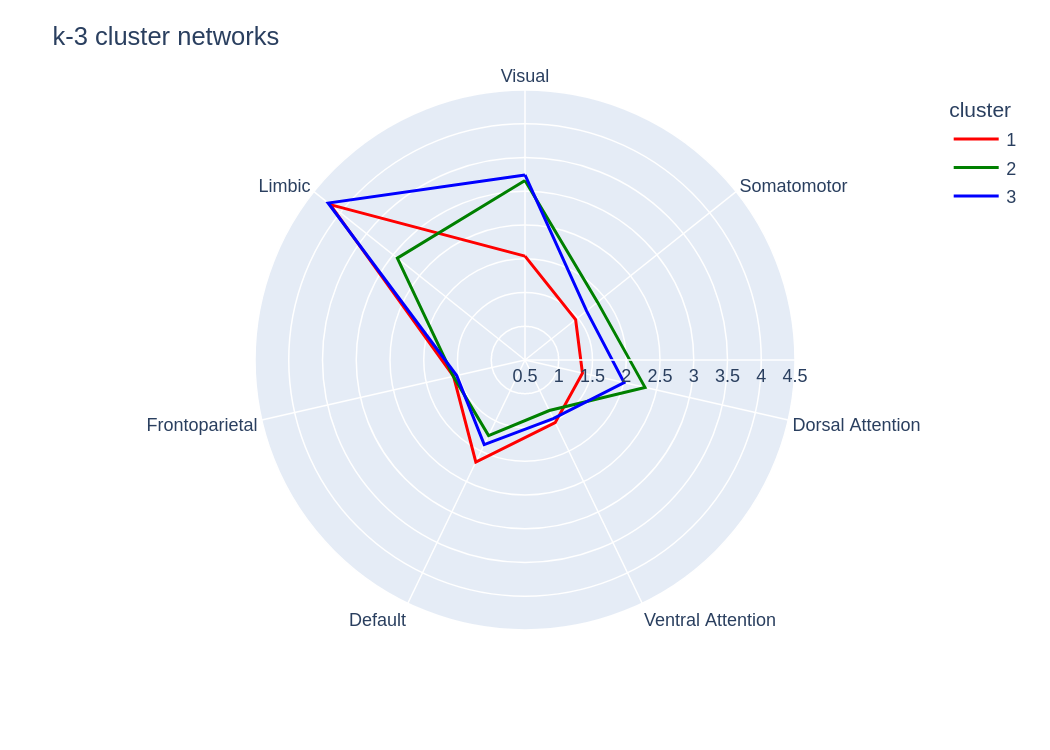 k-3 cluster networks
Visual
cluster
1
2
3
Limbic
Somatomotor
0.5 1 1.5 2 2.5 3 3.5 4 4.5
Frontoparietal
Dorsal Attention
Default
Ventral Attention